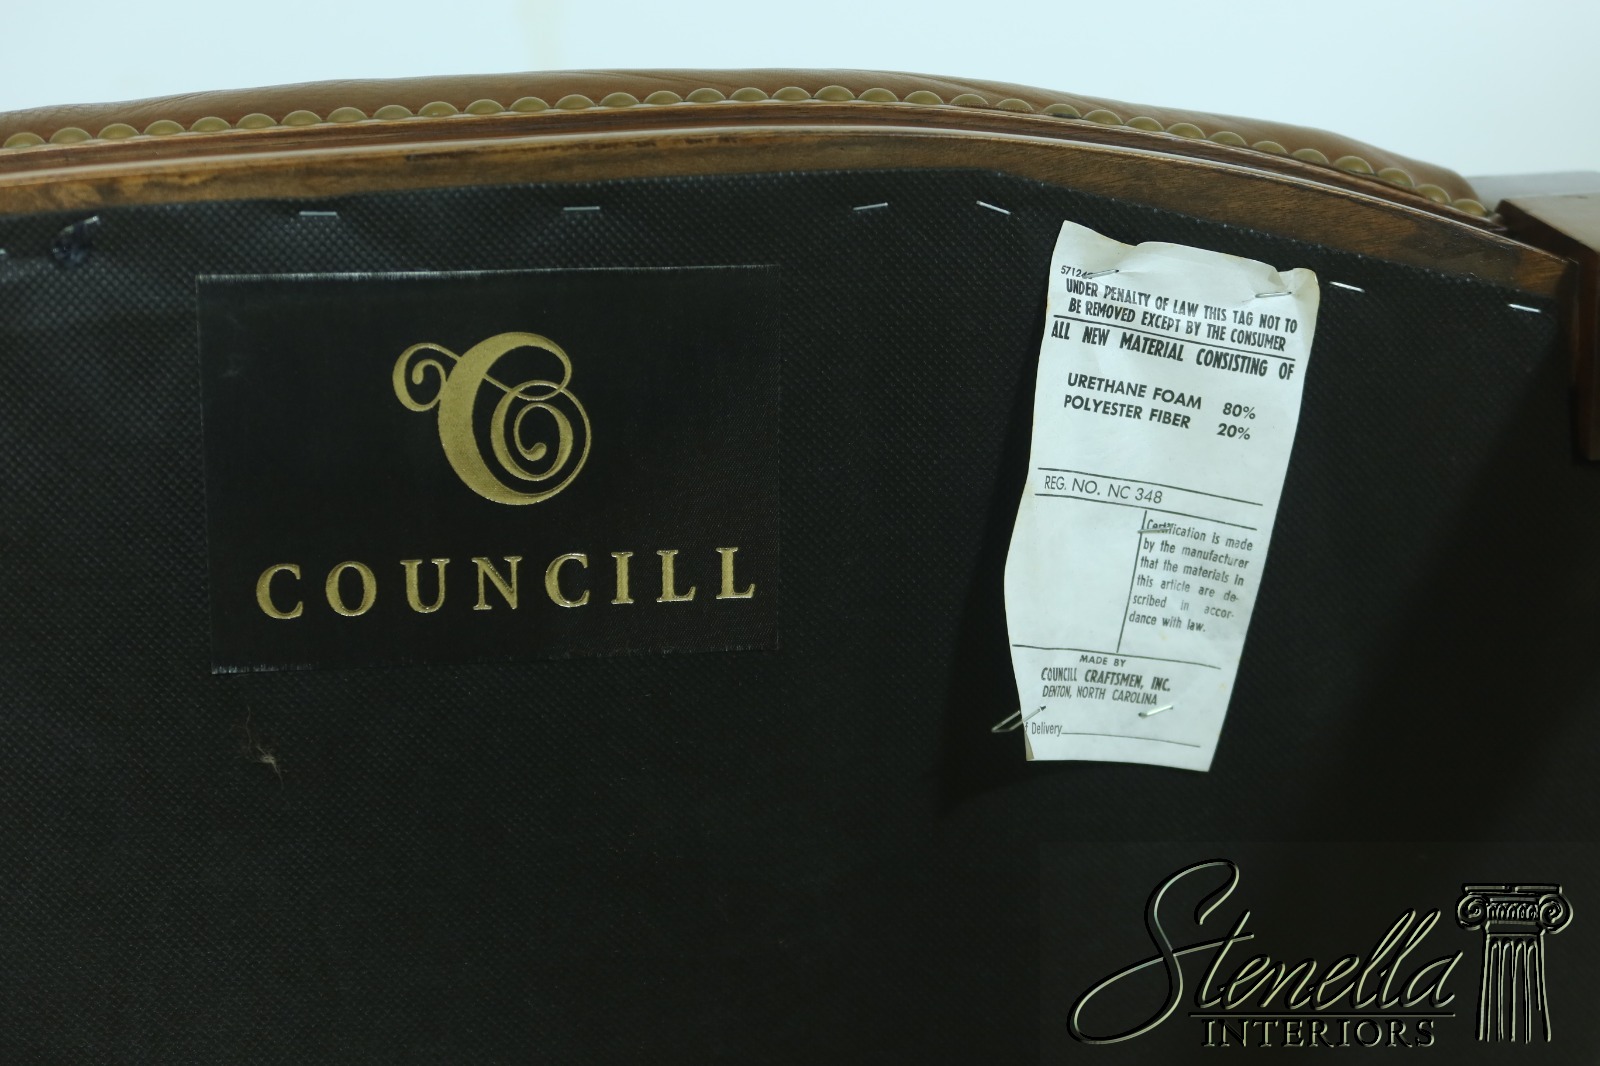 COUNCILL
UNDER PENALTY OF LAW THIS TAG NOT TO
BE REMOVED EXCEPT BY THE CONSUMER
ALL NEW MATERIAL CONSISTING OF
URETHANE FOAM 80%
POLYESTER FIBER 20%
REG. NO. NC 348
Certification is made
by the manufacturer
that the materials in
this article are de-
scribed in accor-
dance with law.
MADE BY
COUNCILL CRAFTSMEN, INC.
DENTON, NORTH CAROLINA
Delivery
Stenella
INTERIORS